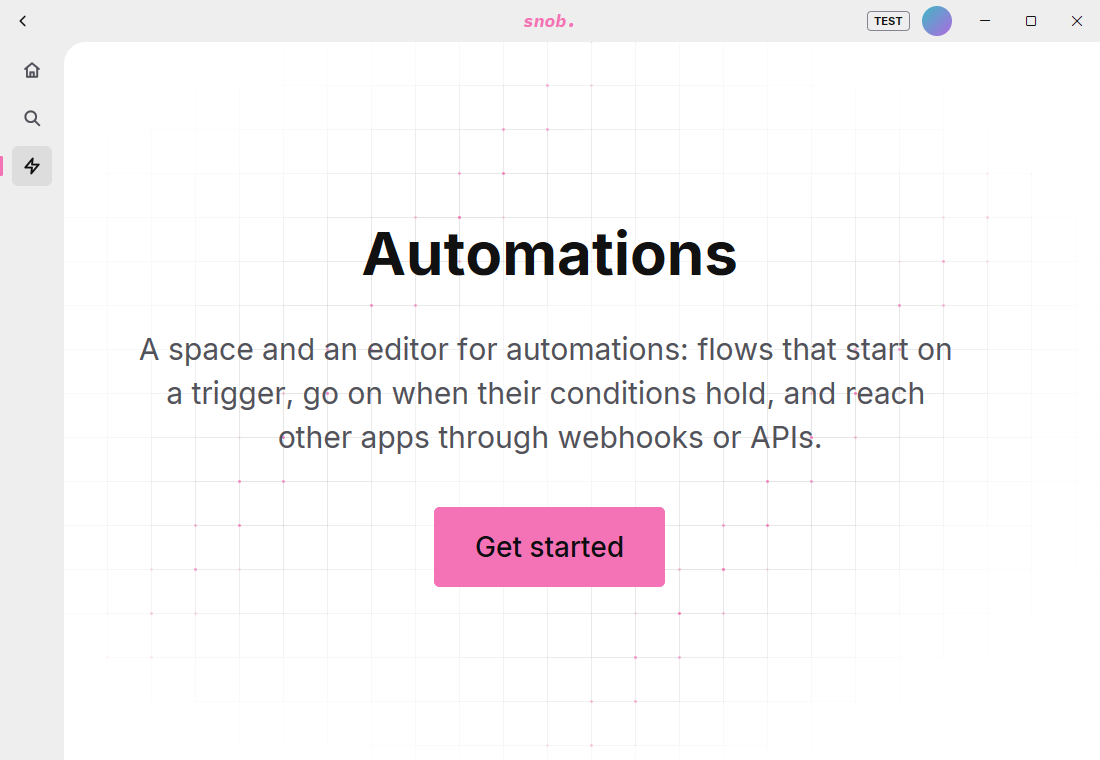 snob.
TEST
Automations
A space and an editor for automations: flows that start on
a trigger, go on when their conditions hold, and reach
other apps through webhooks or APIs.
Get started